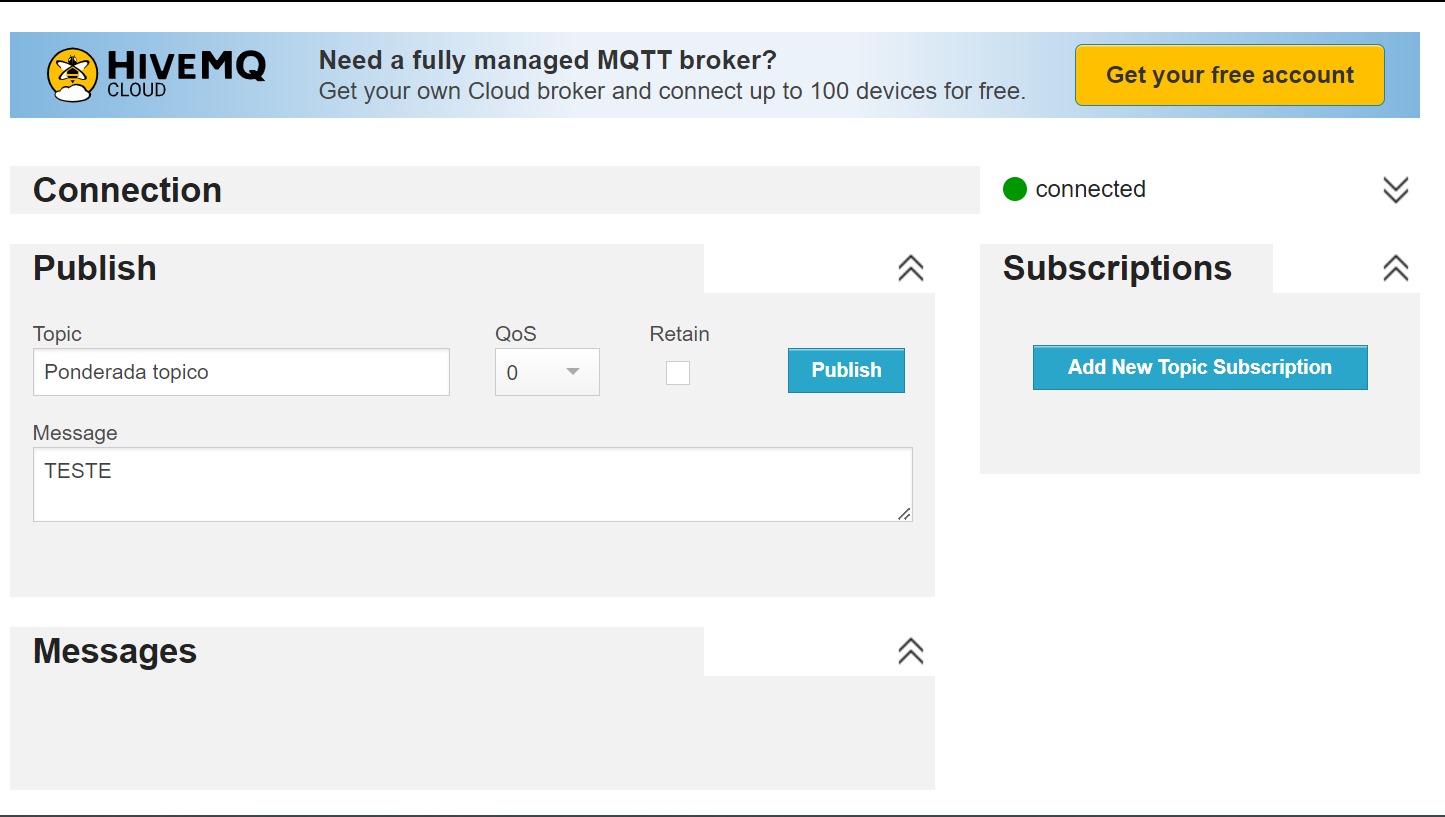 HIVEMQ
CLOUD
Need a fully managed MQTT broker?
Get your own Cloud broker and connect up to 100 devices for free.
Get your free account
Connection
connected
Publish
Subscriptions
Topic
QoS
Retain
Ponderada topico
0
Publish
Add New Topic Subscription
Message
TESTE
Messages